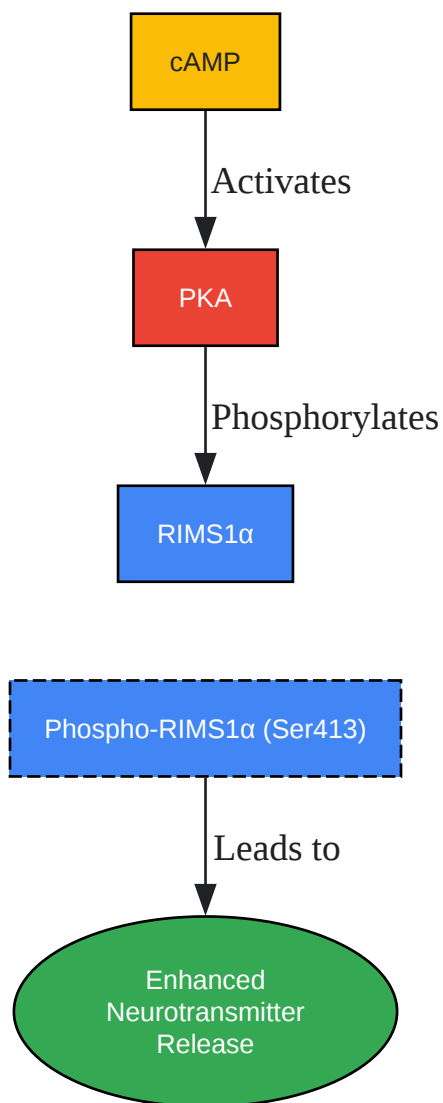 cAMP
Activates
PKA
Phosphorylates
RIMS1α
Phospho-RIMS1α (Ser413)
Leads to
Enhanced
Neurotransmitter
Release